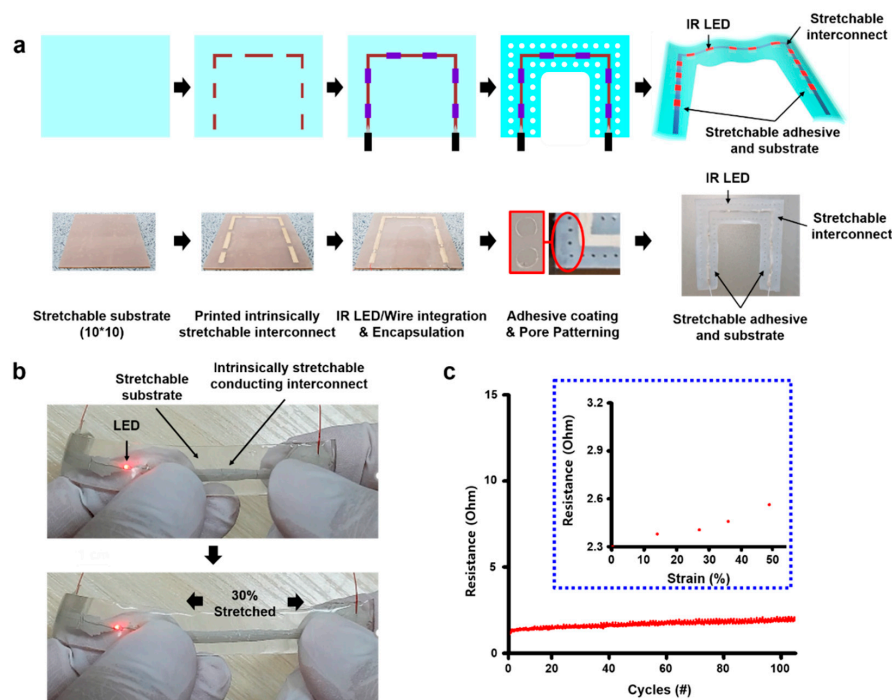 a
IR LED
Stretchable
interconnect
Stretchable adhesive
and substrate
IR LED
Stretchable
interconnect
Stretchable adhesive
and substrate
Stretchable substrate
(10*10)
Printed intrinsically
stretchable interconnect
IR LED/Wire integration
& Encapsulation
Adhesive coating
& Pore Patterning
b
Stretchable
substrate
Intrinsically stretchable
conducting interconnect
LED
30%
Stretched
c
Resistance (Ohm)
15
10
5
0
0
20
40
60
80
100
Cycles (#)
Resistance (Ohm)
3.2
2.9
2.6
2.3
0
10
20
30
40
50
Strain (%)